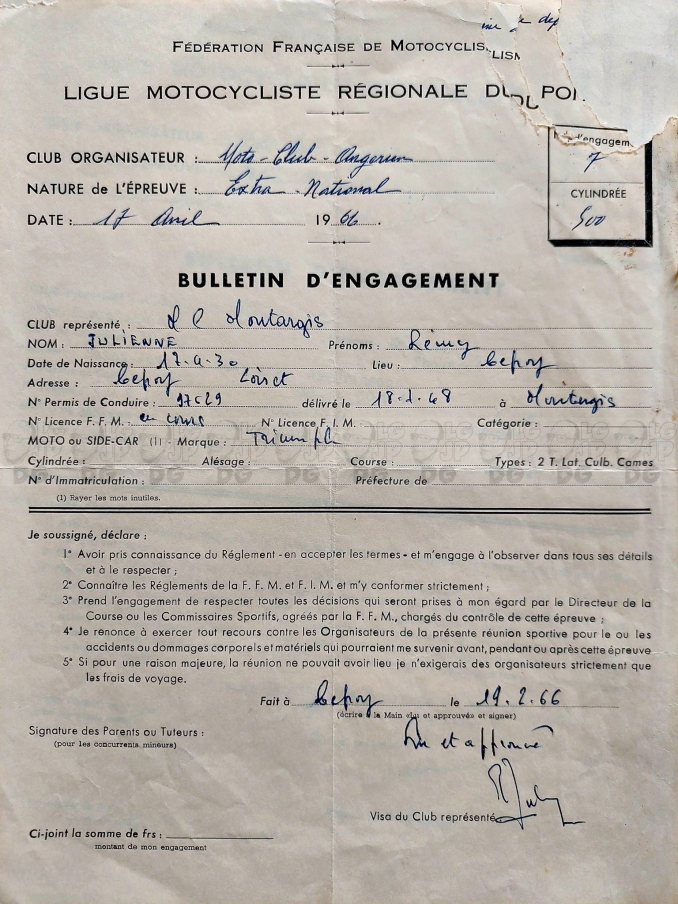 FÉDÉRATION FRANÇAISE DE MOTOCYCLIS
LISM
LIGUE MOTOCYCLISTE RÉGIONALE DU POI
d'engagem
7
CYLINDRÉE
500
CLUB ORGANISATEUR : Moto-Club-Angerien
NATURE de L'ÉPREUVE : Extra-National
DATE : 17 Avril 1966.
BULLETIN D'ENGAGEMENT
CLUB représenté : M C Montargis
NOM : JULIENNE Prénoms : Rémy
Date de Naissance : 17.4.30 Lieu : Cepoy
Adresse : Cepoy Loiret
N° Permis de Conduire : 97529 délivré le 18.1.48 à Montargis
N° Licence F. F. M. : en cours N° Licence F. I. M. : Catégorie :
MOTO ou SIDE-CAR (1) - Marque : Triumph
Cylindrée : Alésage : Course : Types : 2 T. Lat. Culb. Cames
N° d'Immatriculation : Préfecture de
(1) Rayer les mots inutiles.
Je soussigné, déclare :
1° Avoir pris connaissance du Réglement - en accepter les termes - et m'engage à l'observer dans tous ses détails
et à le respecter ;
2° Connaître les Réglements de la F. F. M. et F. I. M. et m'y conformer strictement ;
3° Prend l'engagement de respecter toutes les décisions qui seront prises à mon égard par le Directeur de la
Course ou les Commissaires Sportifs, agréés par la F. F. M., chargés du contrôle de cette épreuve ;
4° Je renonce à exercer tout recours contre les Organisateurs de la présente réunion sportive pour le ou les
accidents ou dommages corporels et matériels qui pourraient me survenir avant, pendant ou après cette épreuve
5° Si pour une raison majeure, la réunion ne pouvait avoir lieu je n'exigerais des organisateurs strictement que
les frais de voyage.
Fait à Cepoy le 19.2.66
(écrire à la Main «Lu et approuvé» et signer)
Signature des Parents ou Tuteurs :
(pour les concurrents mineurs)
Lu et approuvé
Visa du Club représenté
Ci-joint la somme de frs :
montant de mon engagement